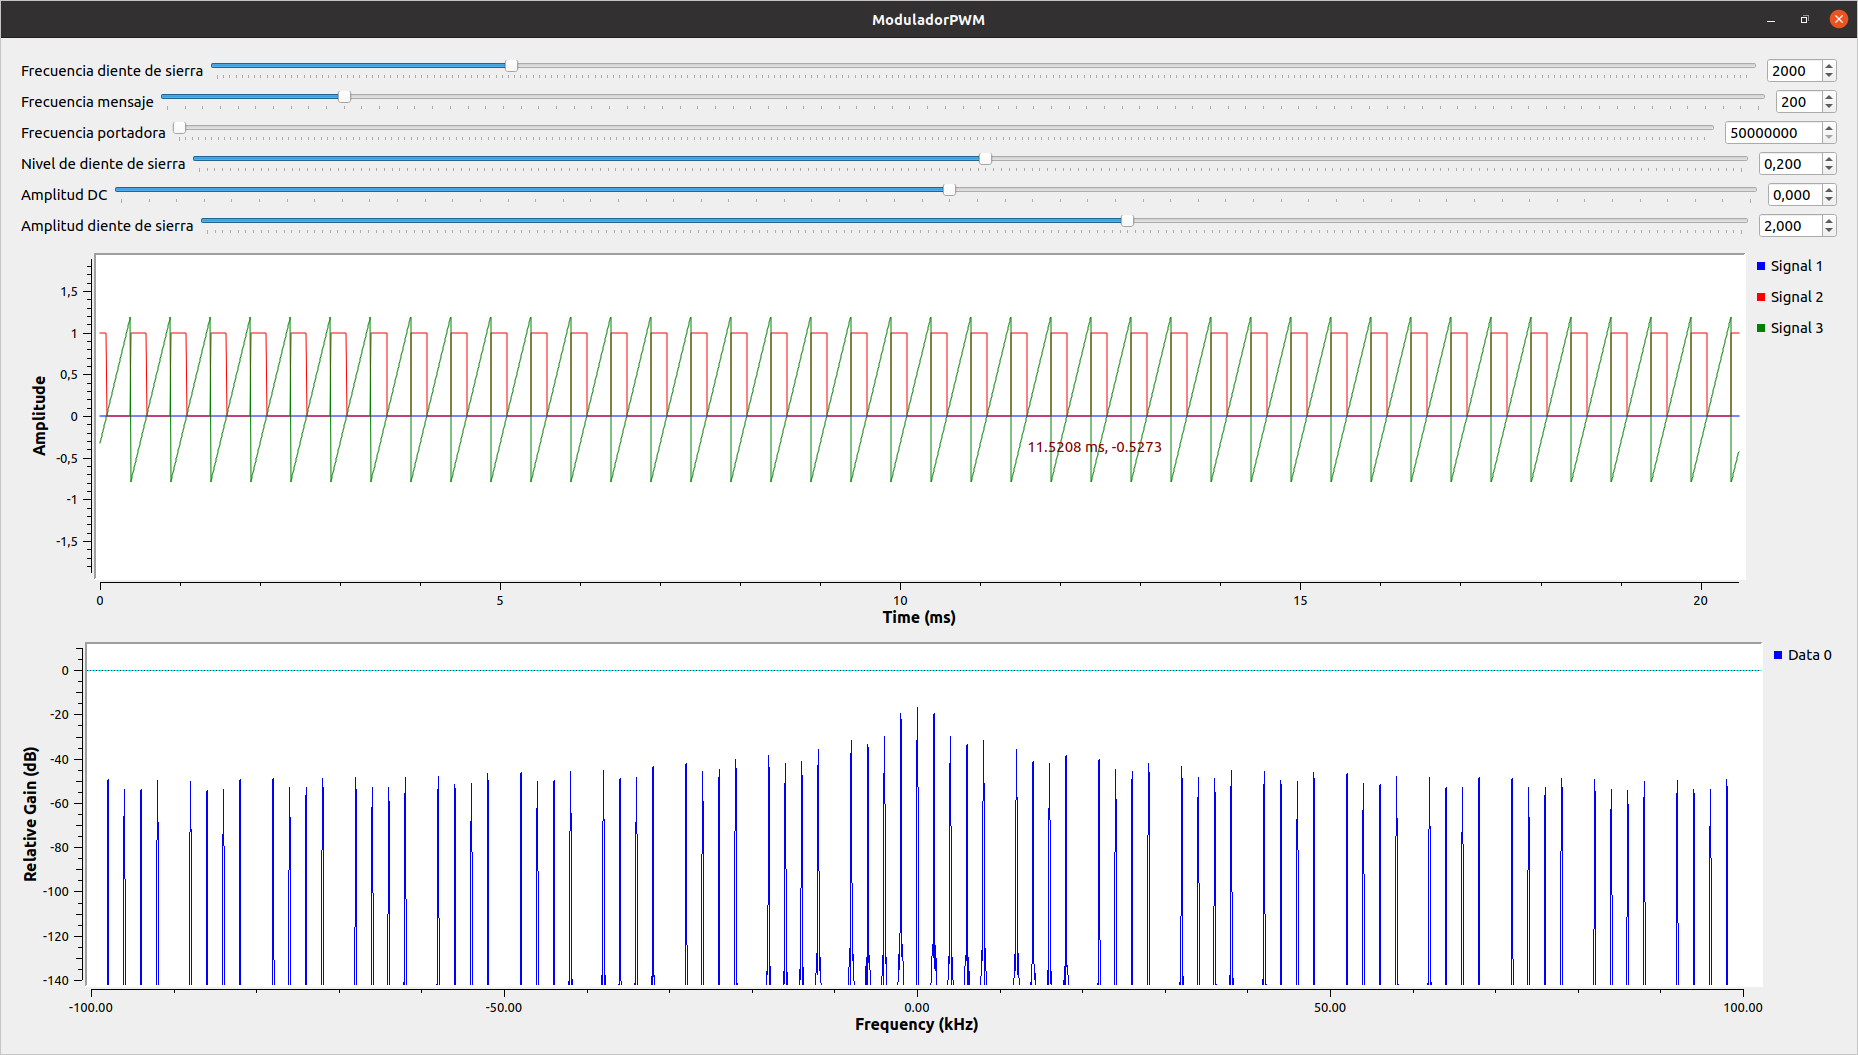 ModuladorPWM
Frecuencia diente de sierra 2000
Frecuencia mensaje 200
Frecuencia portadora 50000000
Nivel de diente de sierra 0,200
Amplitud DC 0,000
Amplitud diente de sierra 2,000
Signal 1
Signal 2
Signal 3
Amplitude
1,5
1
0,5
0
-0,5
-1
-1,5
11.5208 ms, -0.5273
0 5 10 15 20
Time (ms)
Data 0
Relative Gain (dB)
0
-20
-40
-60
-80
-100
-120
-140
-100.00 -50.00 0.00 50.00 100.00
Frequency (kHz)